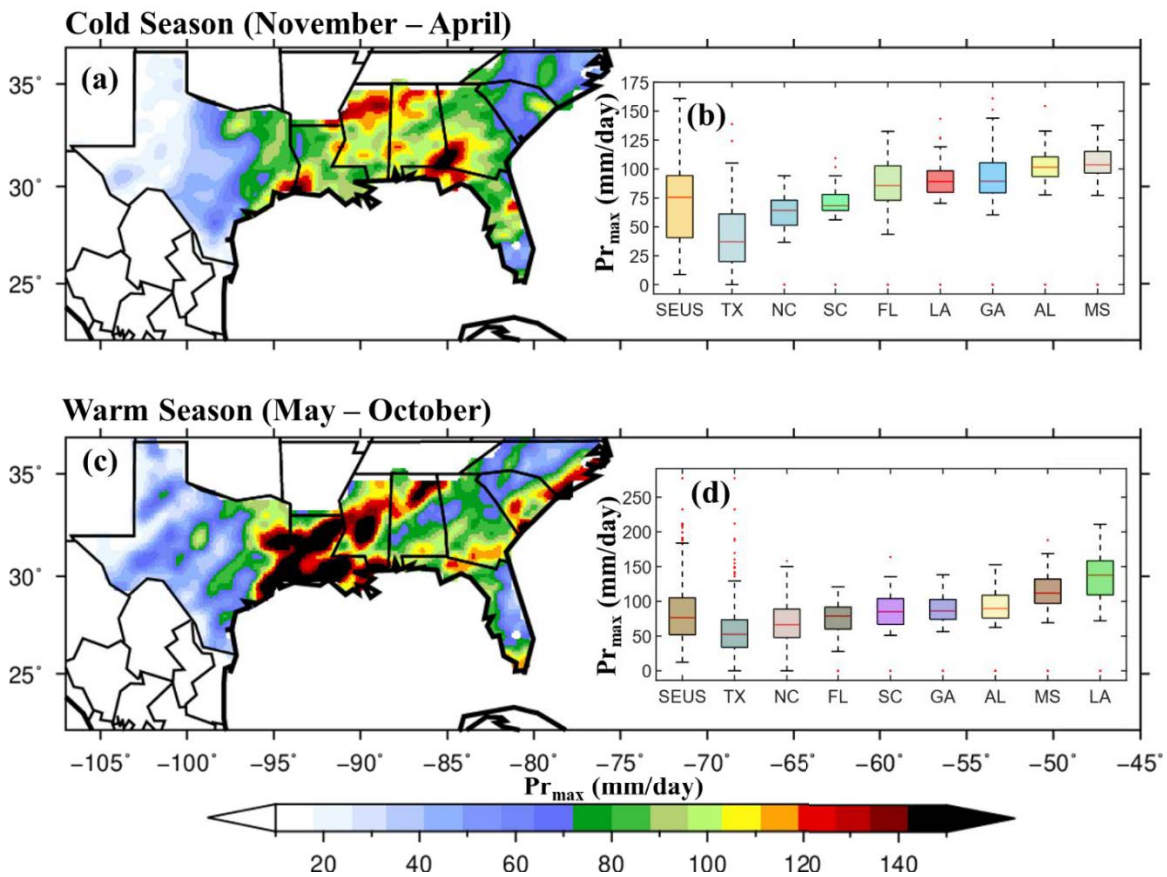 Cold Season (November – April)
35˚
30˚
25˚
(a)
(b)
Pr_max (mm/day)
175
150
125
100
75
50
25
0
SEUS TX NC SC FL LA GA AL MS
Warm Season (May – October)
35˚
30˚
25˚
(c)
(d)
Pr_max (mm/day)
250
200
150
100
50
0
SEUS TX NC FL SC GA AL MS LA
−105˚ −100˚ −95˚ −90˚ −85˚ −80˚ −75˚ −70˚ −65˚ −60˚ −55˚ −50˚ −45˚
Pr_max (mm/day)
20 40 60 80 100 120 140